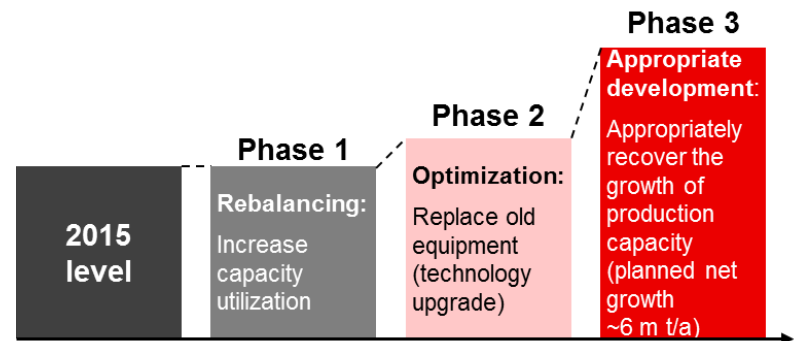 2015
level
Phase 1
Rebalancing:
Increase
capacity
utilization
Phase 2
Optimization:
Replace old
equipment
(technology
upgrade)
Phase 3
Appropriate
development:
Appropriately
recover the
growth of
production
capacity
(planned net
growth
~6 m t/a)